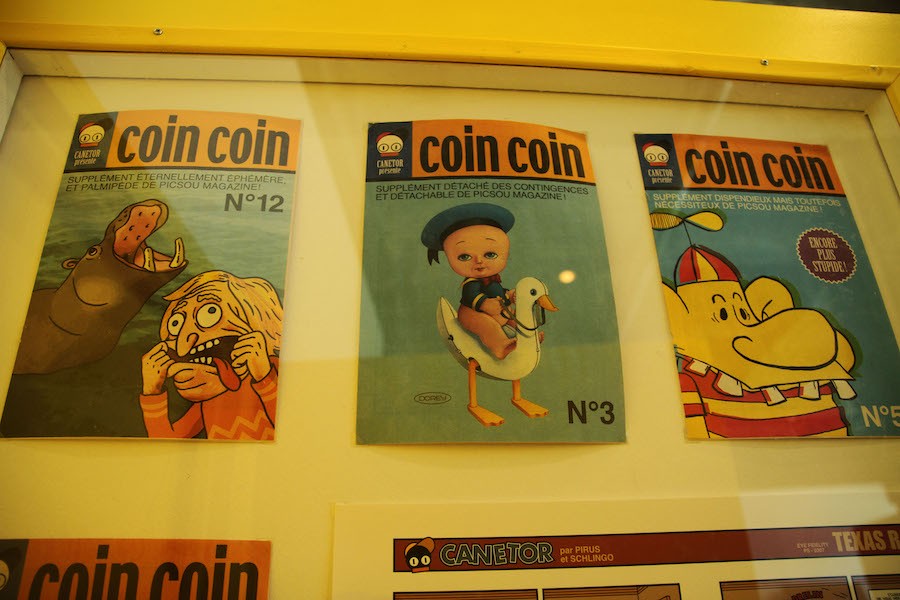 CANETOR
présente
coin coin
SUPPLÉMENT ÉTERNELLEMENT ÉPHÉMÈRE,
ET PALMIPÈDE DE PICSOU MAGAZINE!
N°12
CANETOR
présente
coin coin
SUPPLÉMENT DÉTACHÉ DES CONTINGENCES
ET DÉTACHABLE DE PICSOU MAGAZINE!
N°3
CANETOR
présente
coin coin
SUPPLÉMENT DISPENDIEUX MAIS TOUTEFOIS
NÉCESSITEUX DE PICSOU MAGAZINE!
ENCORE
PLUS
STUPIDE!
N°5
coin coin
CANETOR
par PIRUS
et SCHLINGO
TEXAS